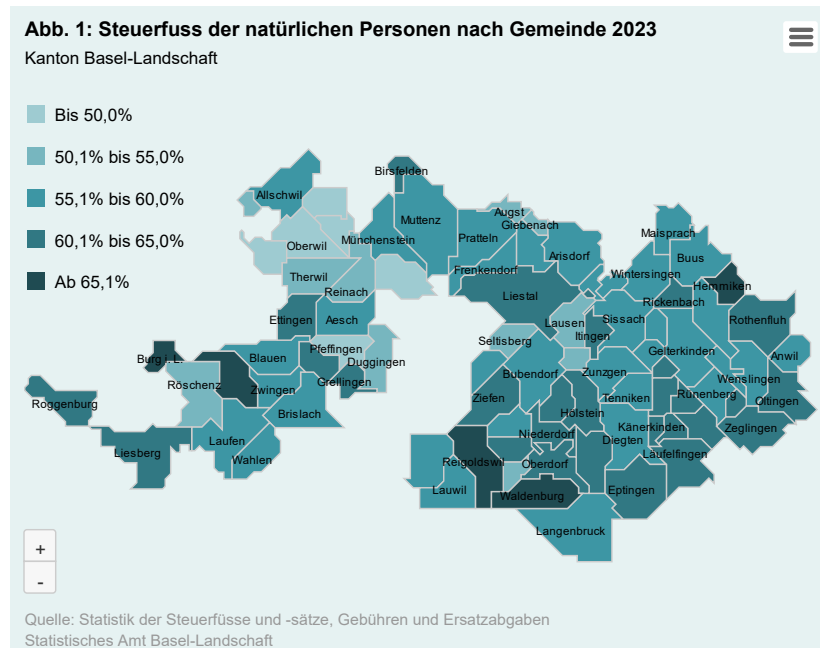 Abb. 1: Steuerfuss der natürlichen Personen nach Gemeinde 2023
Kanton Basel-Landschaft
Bis 50,0%
50,1% bis 55,0%
55,1% bis 60,0%
60,1% bis 65,0%
Ab 65,1%
Birsfelden
Allschwil
Muttenz
Augst
Giebenach
Maisprach
Oberwil
Münchenstein
Pratteln
Arisdorf
Buus
Therwil
Frenkendorf
Wintersingen
Hemmiken
Reinach
Liestal
Rickenbach
Ettingen
Aesch
Lausen
Sissach
Rothenfluh
Itingen
Seltisberg
Pfeffingen
Gelterkinden
Burg i. L.
Blauen
Duggingen
Anwil
Bubendorf
Zunzgen
Röschenz
Grellingen
Wenslingen
Zwingen
Rünenberg
Roggenburg
Ziefen
Tenniken
Oltingen
Brislach
Hölstein
Känerkinden
Zeglingen
Niederdorf
Laufen
Diegten
Liesberg
Läufelfingen
Wahlen
Reigoldswil
Oberdorf
Lauwil
Waldenburg
Eptingen
Langenbruck
+
-
Quelle: Statistik der Steuerfüsse und -sätze, Gebühren und Ersatzabgaben
Statistisches Amt Basel-Landschaft